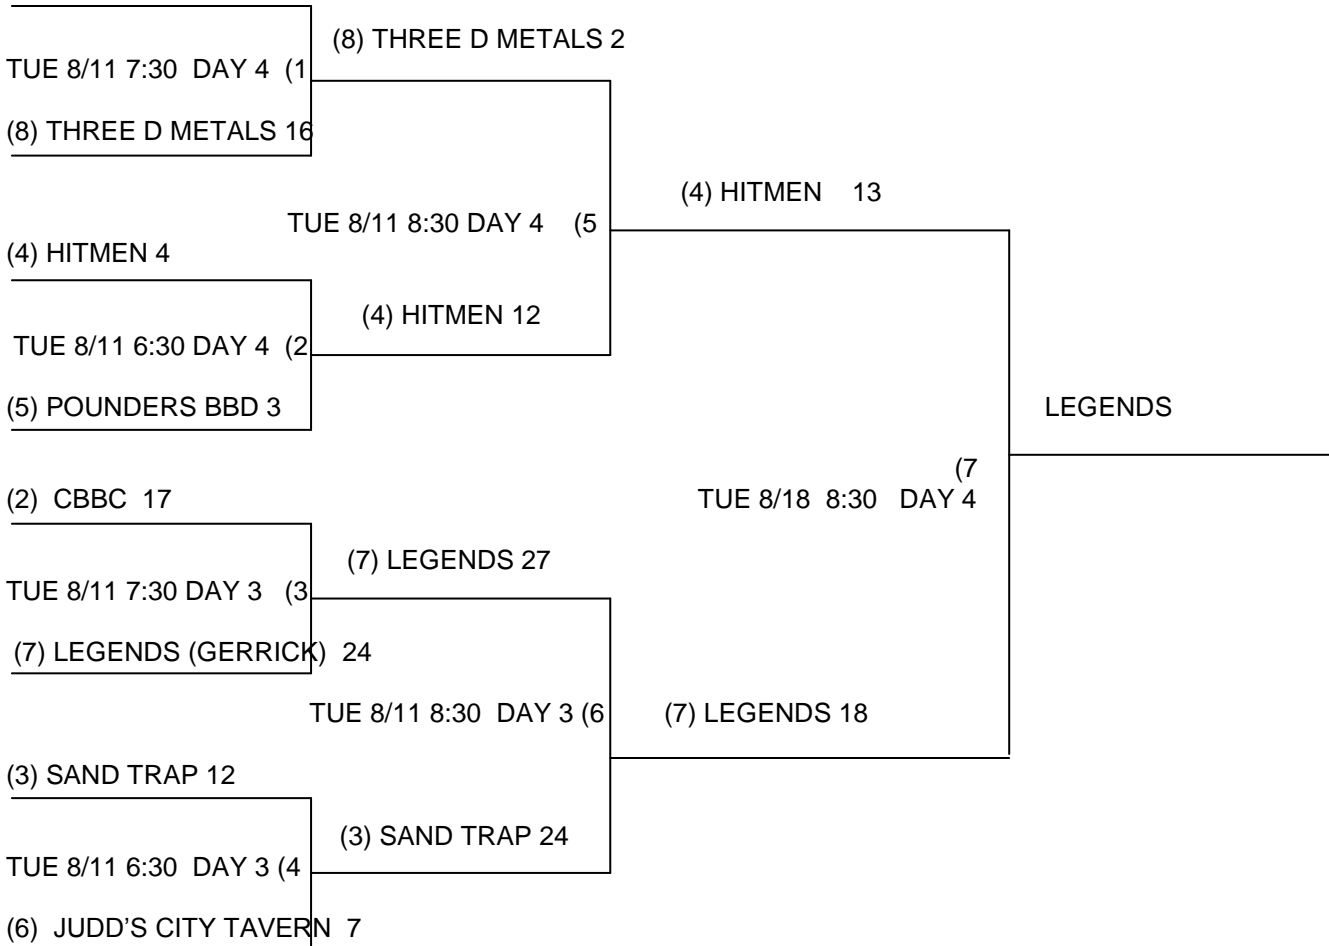 (8) THREE D METALS 2
TUE 8/11 7:30 DAY 4 (1
(8) THREE D METALS 16
(4) HITMEN 13
TUE 8/11 8:30 DAY 4 (5
(4) HITMEN 4
(4) HITMEN 12
TUE 8/11 6:30 DAY 4 (2
(5) POUNDERS BBD 3
LEGENDS
(7
TUE 8/18 8:30 DAY 4
(2) CBBC 17
(7) LEGENDS 27
TUE 8/11 7:30 DAY 3 (3
(7) LEGENDS (GERRICK) 24
TUE 8/11 8:30 DAY 3 (6
(7) LEGENDS 18
(3) SAND TRAP 12
(3) SAND TRAP 24
TUE 8/11 6:30 DAY 3 (4
(6) JUDD'S CITY TAVERN 7